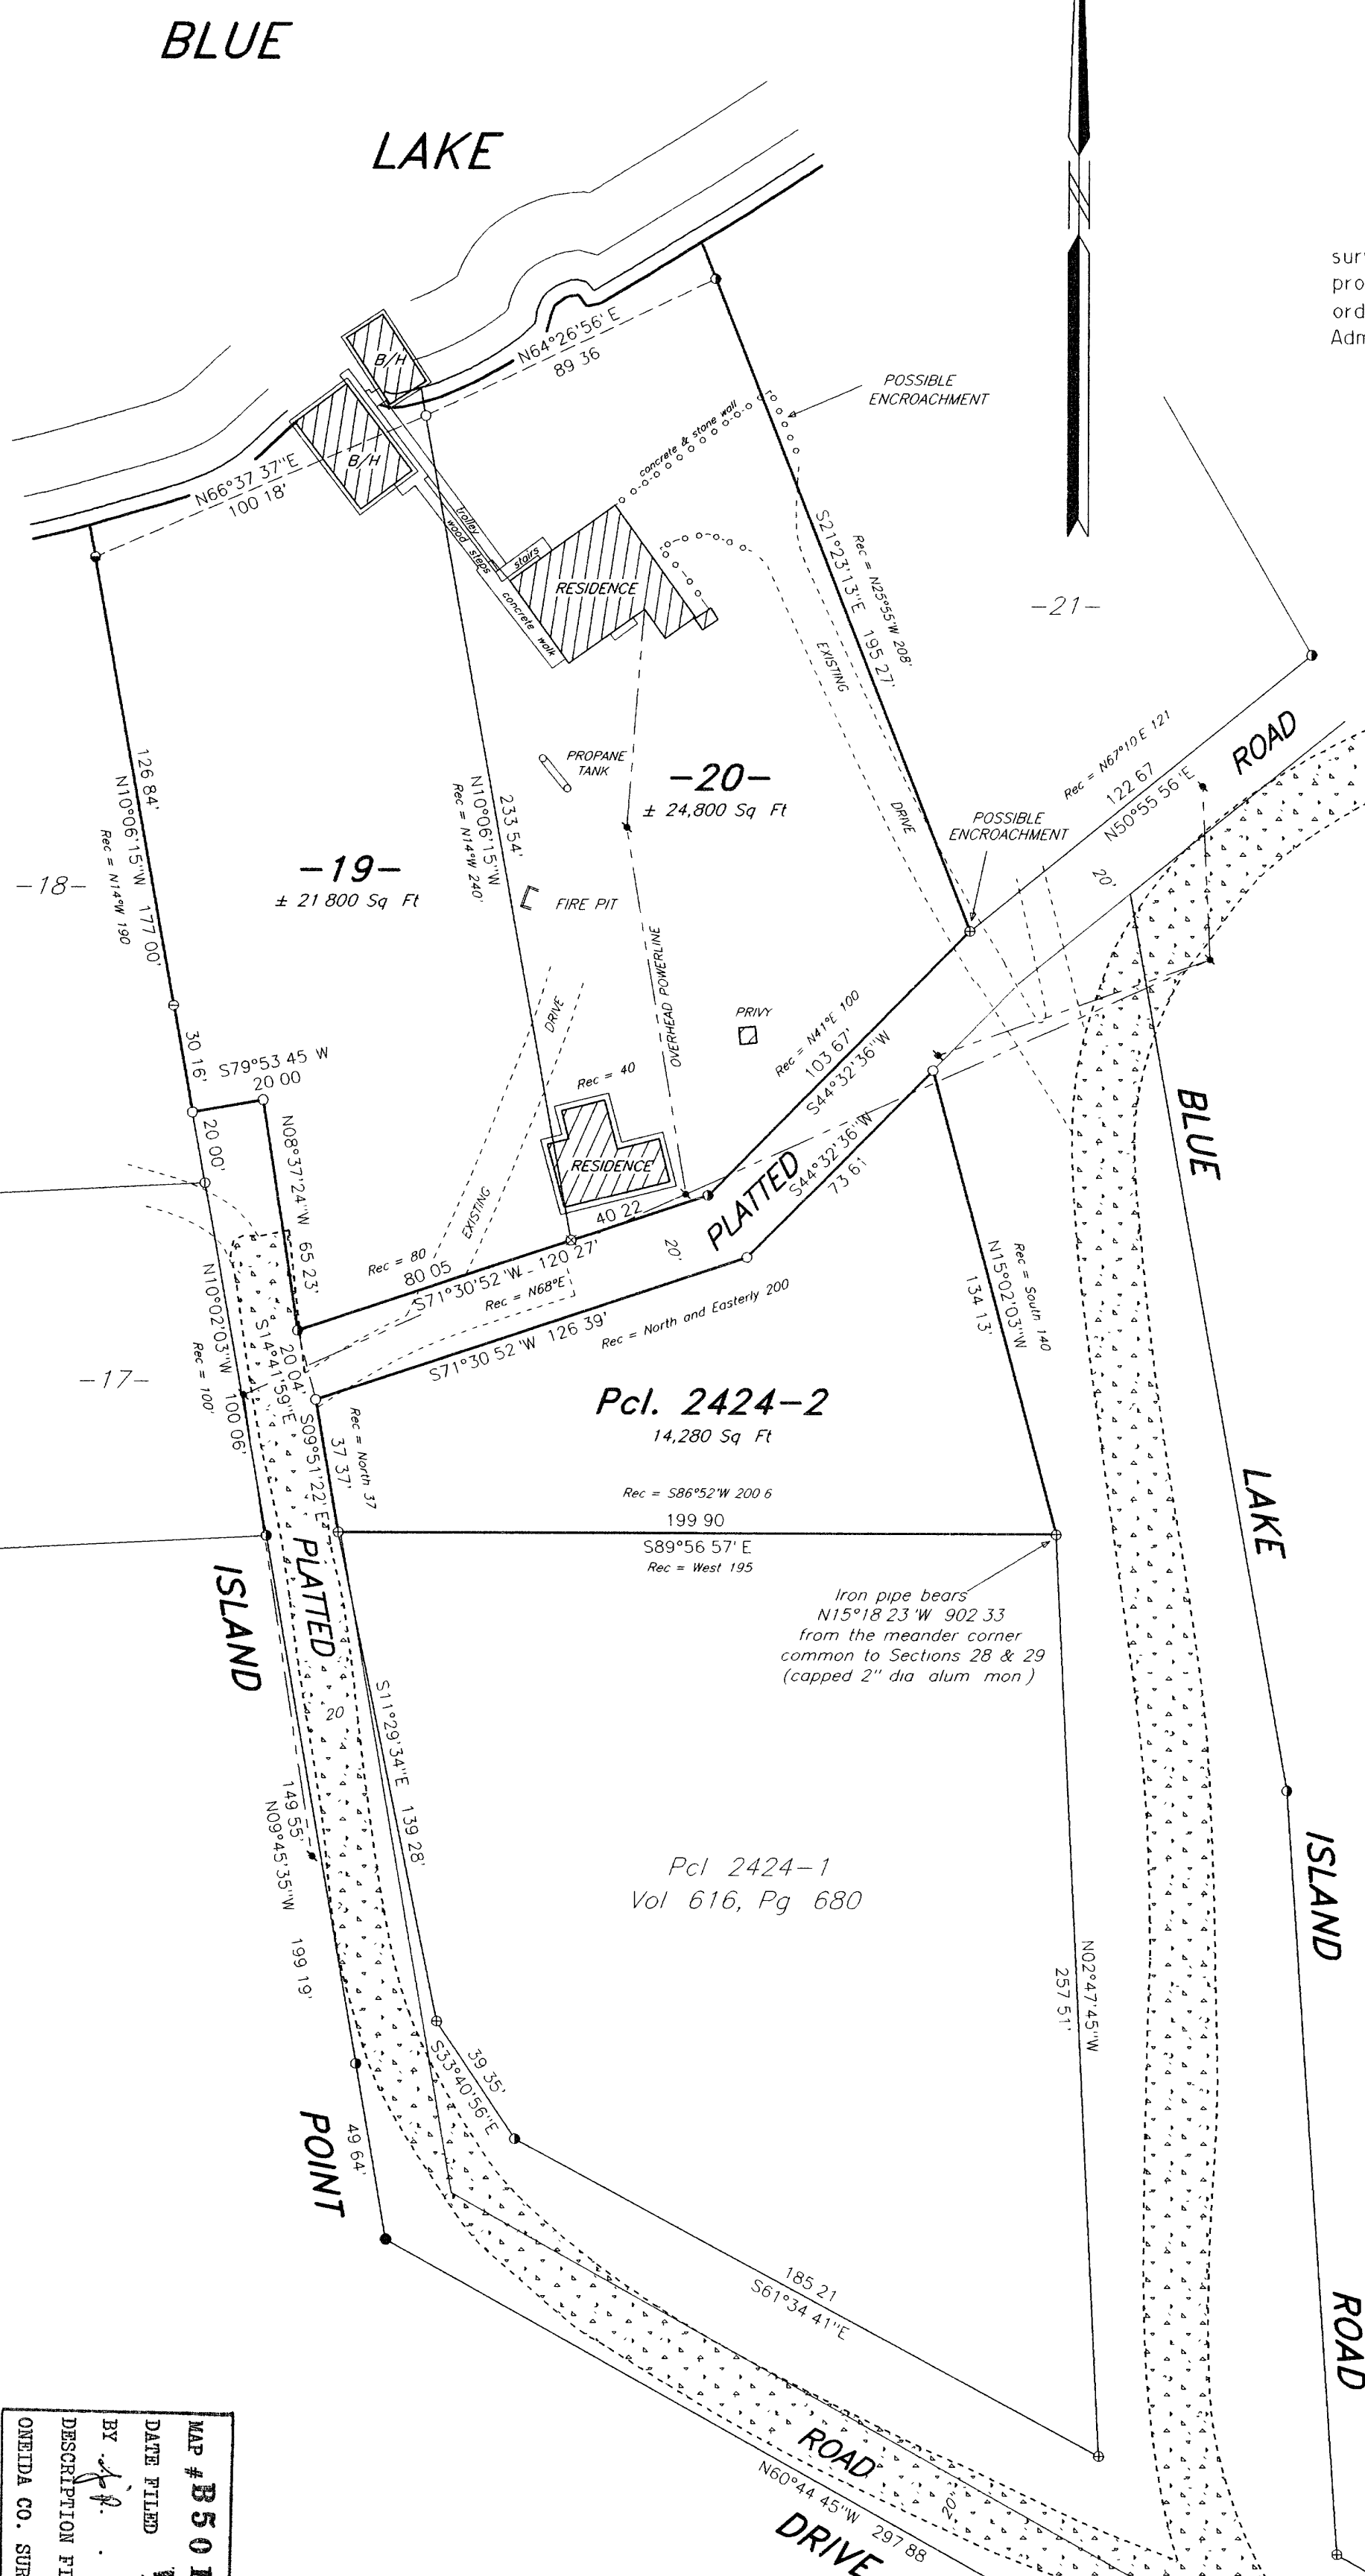 BLUE
LAKE
sur
pro
ord
Adm
B/H
N64°26'56"E
89 36
POSSIBLE
ENCROACHMENT
B/H
N66°37 37"E
100 18'
concrete & stone wall
trolley
wood steps
stairs
concrete walk
RESIDENCE
S21°23'13"E 195 27'
Rec = N25°55'W 208'
-21-
EXISTING
DRIVE
126 84'
N10°06'15"W 177 00'
Rec = N14°W 190
PROPANE
TANK
-20-
± 24,800 Sq Ft
233 54'
N10°06'15"W
Rec = N14°W 240'
Rec = N67°10 E 121
122 67
N50°55 56'E
ROAD
POSSIBLE
ENCROACHMENT
-19-
± 21 800 Sq Ft
-18-
FIRE PIT
20'
OVERHEAD POWERLINE
PRIVY
DRIVE
EXISTING
Rec = N41°E 100
103 67'
S44°32'36"W
30 16'
S79°53 45 W
20 00
20 00'
N08°37'24"W 65 23'
Rec = 40
RESIDENCE
40 22
PLATTED
S44°32'36"W
73 61
20'
BLUE
Rec = 80
80 05
S71°30'52'W - 120 27'
Rec = N68°E
S71°30 52'W 126 39'
Rec = North and Easterly 200
Rec = South 140
N15°02'03"W
134 13'
N10°02'03"W 100 06'
Rec = 100'
S14°41'59"E
20 04'
S09°51'22'E
37 37'
Rec = North 37
-17-
Pcl. 2424-2
14,280 Sq Ft
Rec = S86°52'W 200 6
199 90
S89°56 57'E
Rec = West 195
LAKE
Iron pipe bears
N15°18 23'W 902 33
from the meander corner
common to Sections 28 & 29
(capped 2" dia alum mon)
ISLAND
PLATTED
20
S11°29'34"E 139 28'
149 55'
N09°45'35"W 199 19'
Pcl 2424-1
Vol 616, Pg 680
ISLAND
N02°47'45"W
257 51'
39 35'
S33°40'56"E
POINT
49 64'
185 21
S61°34 41"E
ROAD
ROAD
20'
N60°44 45"W 297 88
DRIVE
MAP #B501
DATE FILED
BY
DESCRIPTION FI
ONEIDA CO. SUR